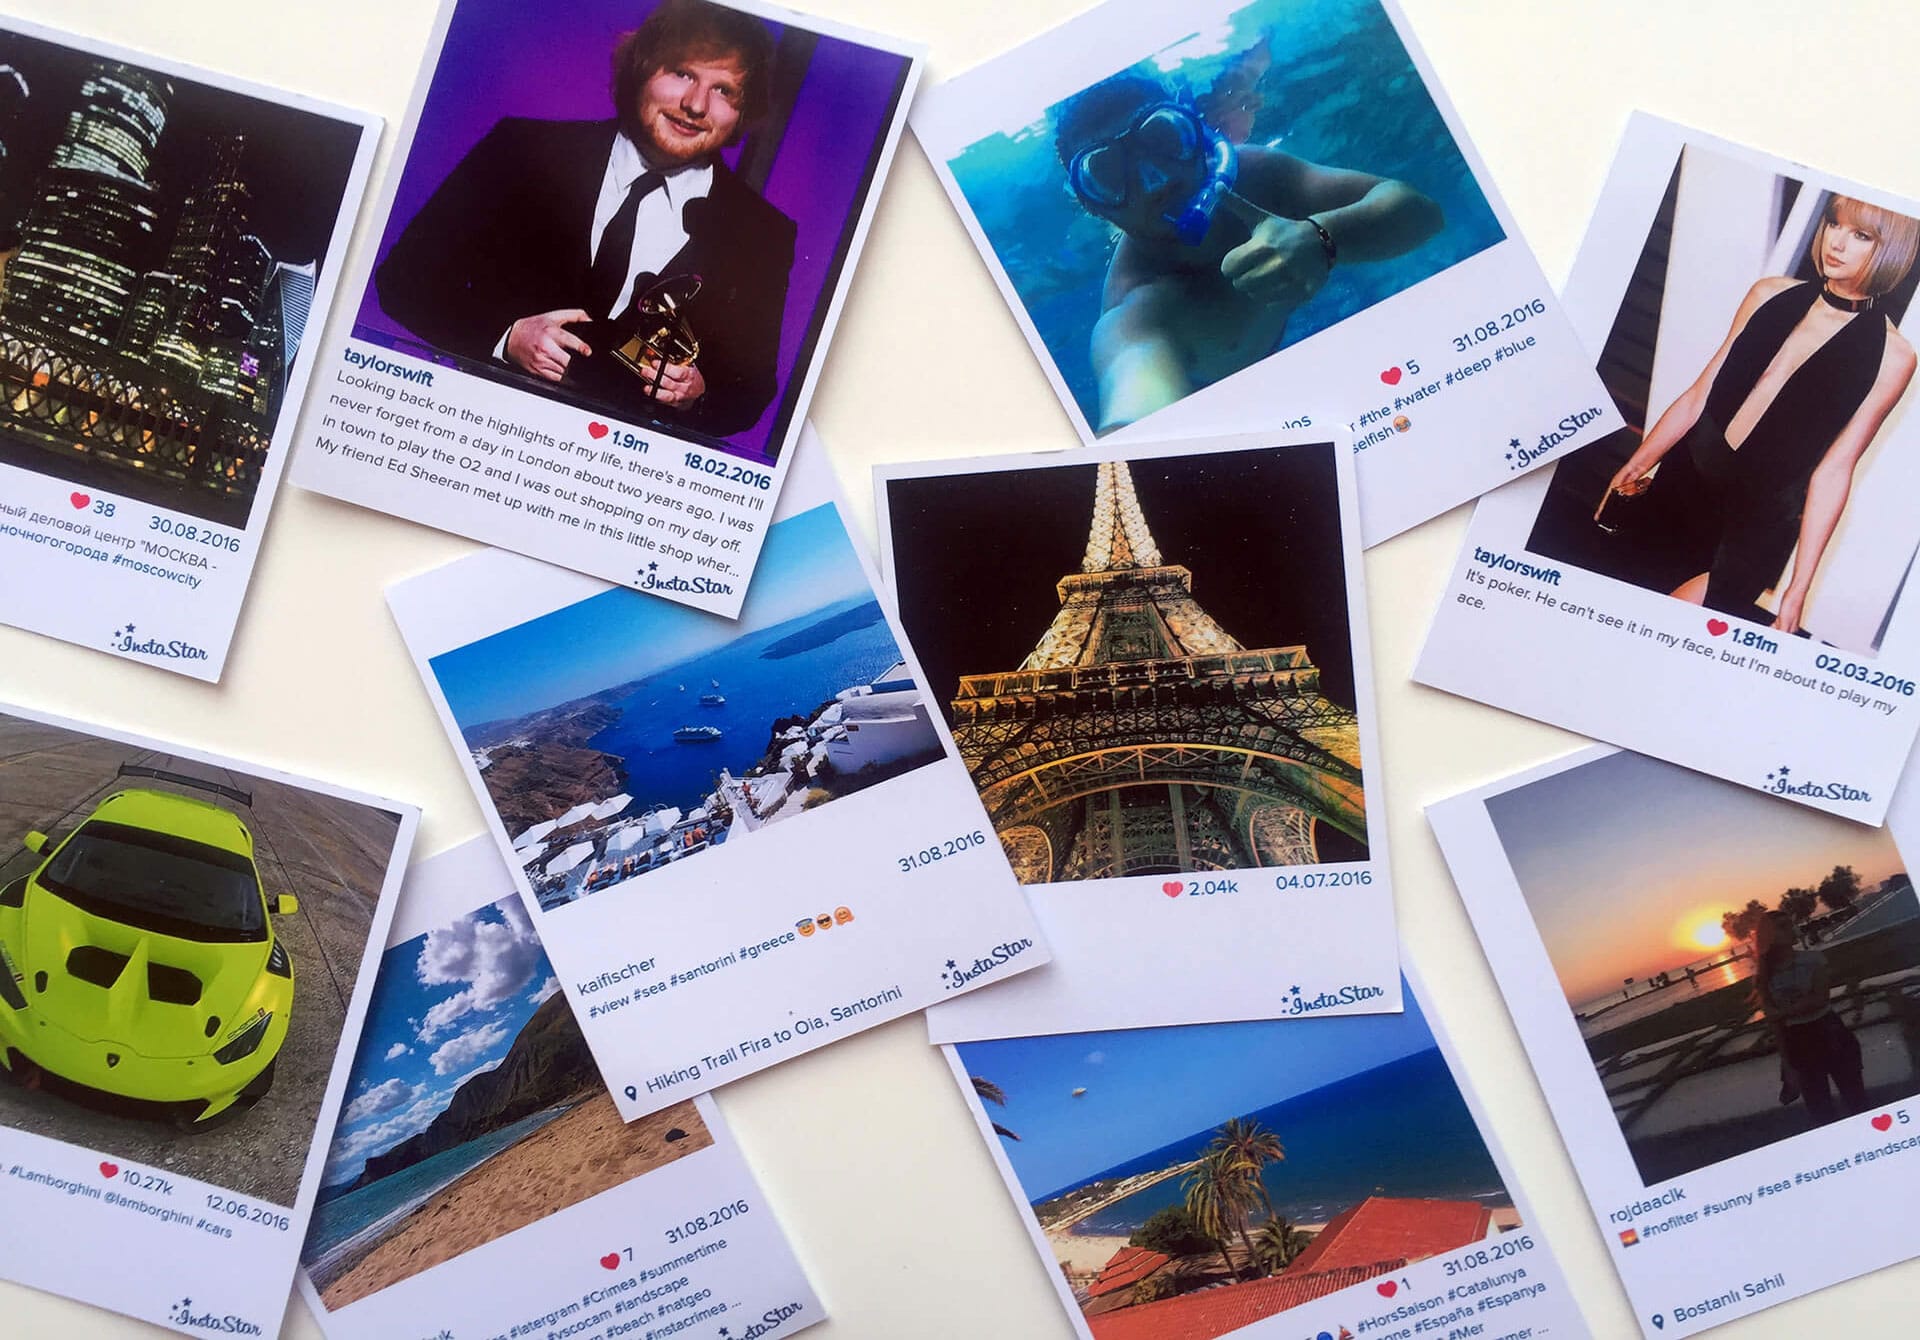 38
30.08.2016
ный деловой центр "МОСКВА -
ночногогорода #moscowcity
InstaStar
taylorswift
1.9m
18.02.2016
Looking back on the highlights of my life, there's a moment I'll
never forget from a day in London about two years ago. I was
in town to play the O2 and I was out shopping on my day off.
My friend Ed Sheeran met up with me in this little shop wher...
InstaStar
5
31.08.2016
#the #water #deep #blue
selfish
InstaStar
taylorswift
1.81m
02.03.2016
It's poker. He can't see it in my face, but I'm about to play my
ace.
InstaStar
31.08.2016
kaifischer
#view #sea #santorini #greece 😇😎🤗
Hiking Trail Fira to Oia, Santorini
InstaStar
2.04k
04.07.2016
InstaStar
10.27k
12.06.2016
#Lamborghini @lamborghini #cars
InstaStar
7
31.08.2016
#latergram #Crimea #summertime
#vscocam #landscape
#beach #natgeo
#instacrimea ...
InstaStar
1
31.08.2016
#HorsSaison #Catalunya
#España #Espanya
#Mer
5
rojdaaclk
#nofilter #sunny #sea #sunset #landsca
Bostanlı Sahil